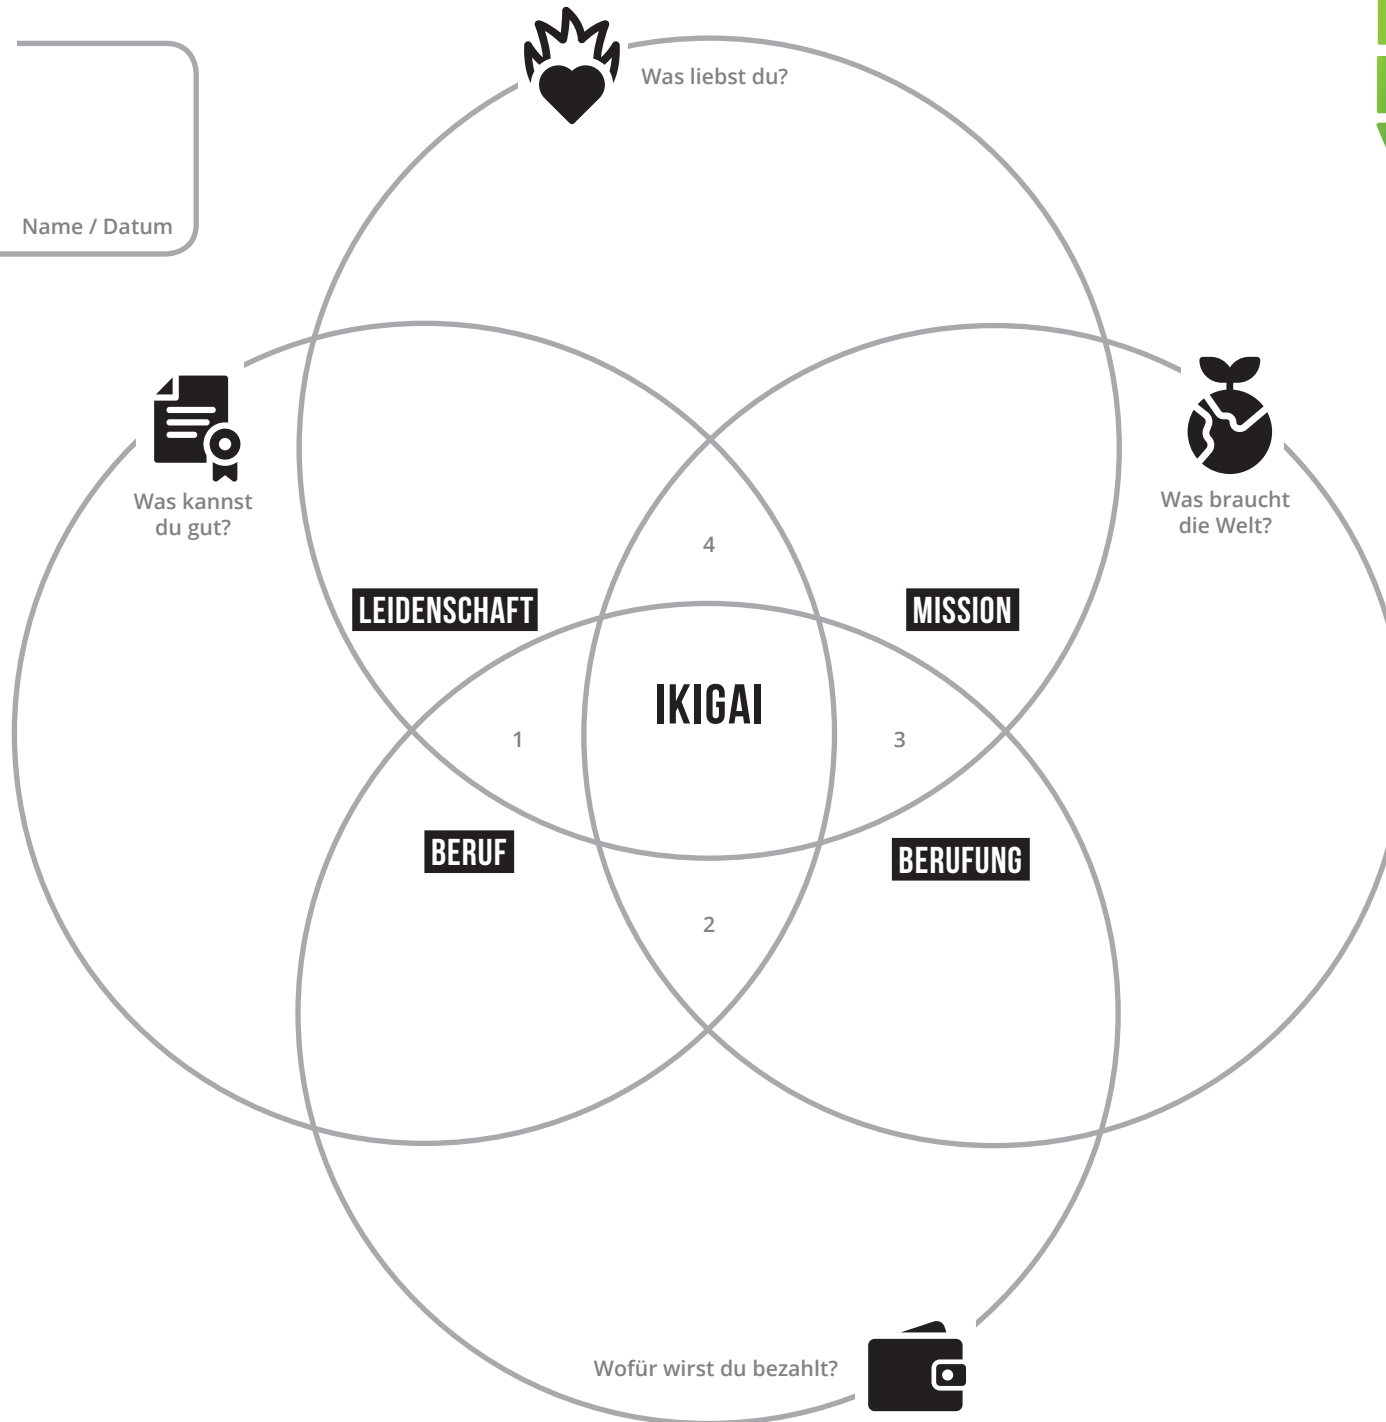 Was liebst du?
Name / Datum
Was kannst
du gut?
Was braucht
die Welt?
4
LEIDENSCHAFT
MISSION
IKIGAI
1
3
BERUF
BERUFUNG
2
Wofür wirst du bezahlt?